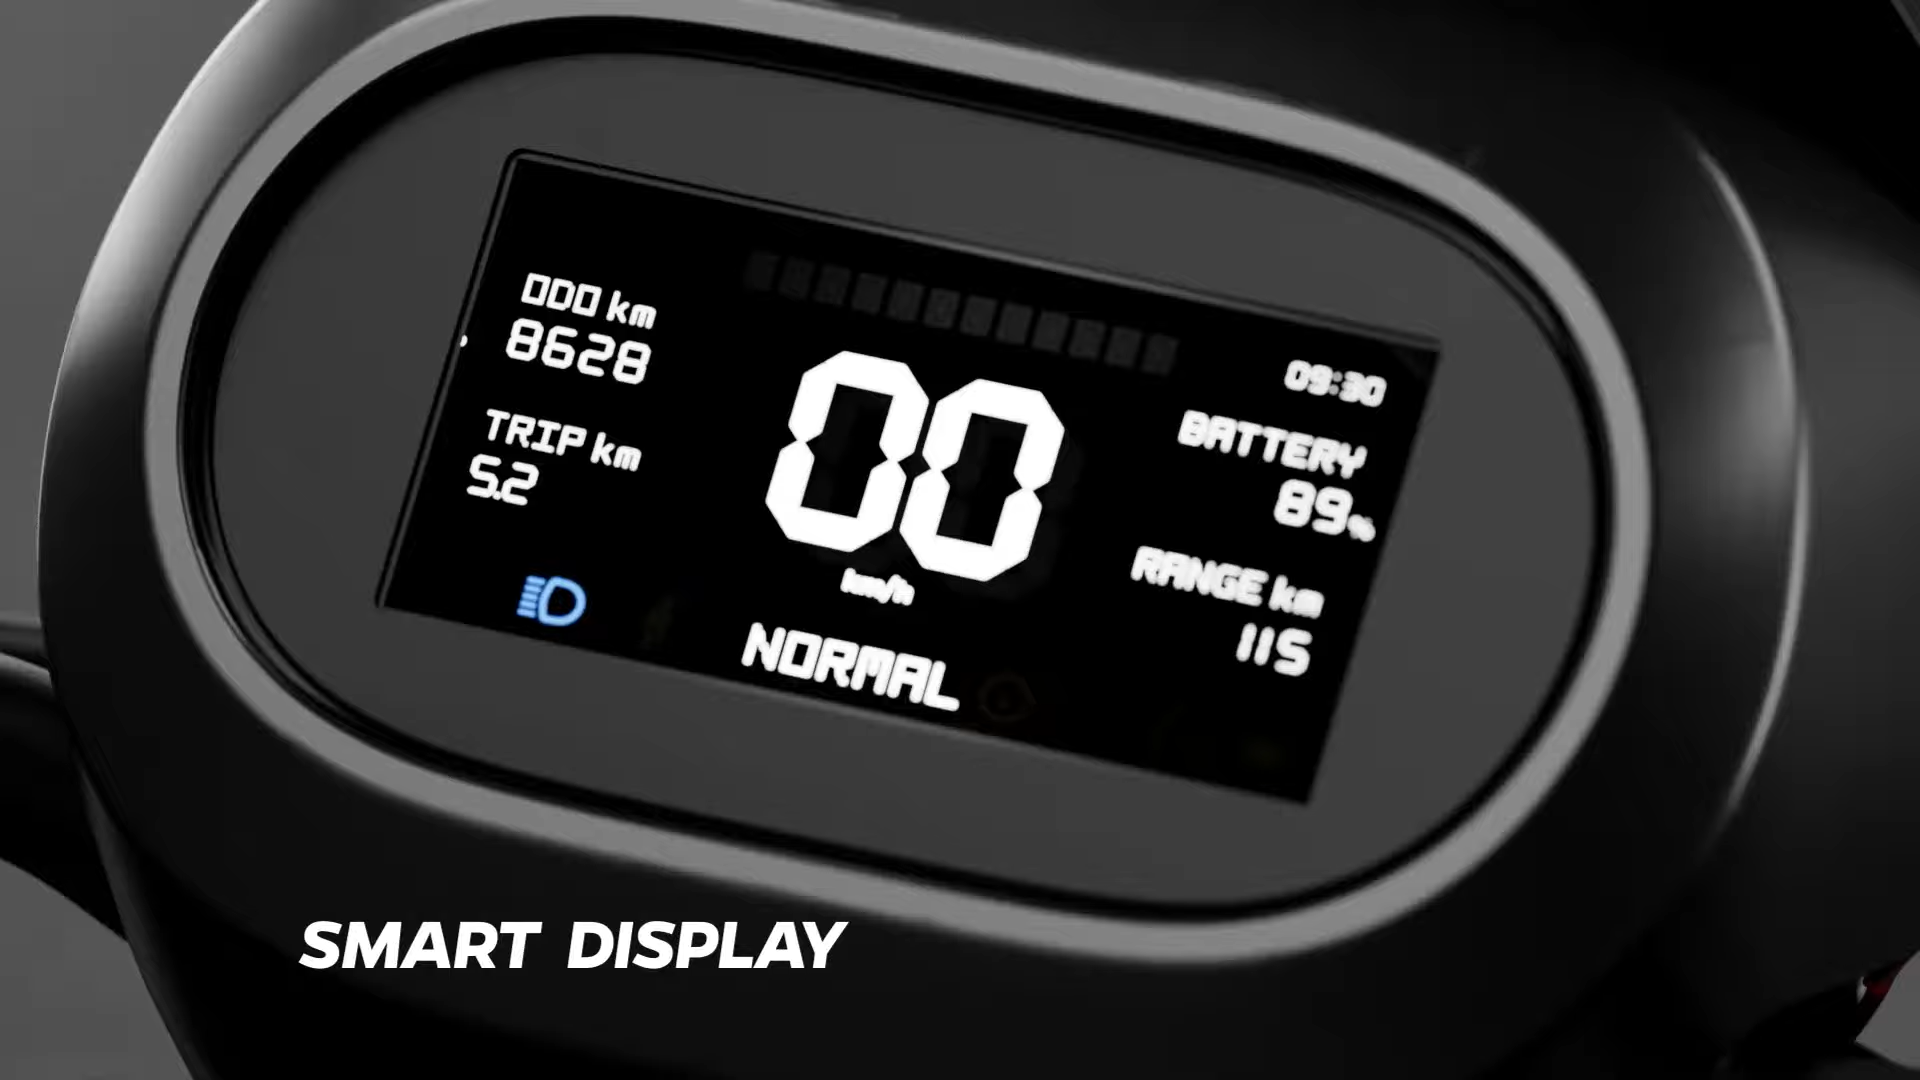 ODO km
8628
TRIP km
5.2
00
km/h
NORMAL
09:30
BATTERY
89%
RANGE km
115
SMART DISPLAY